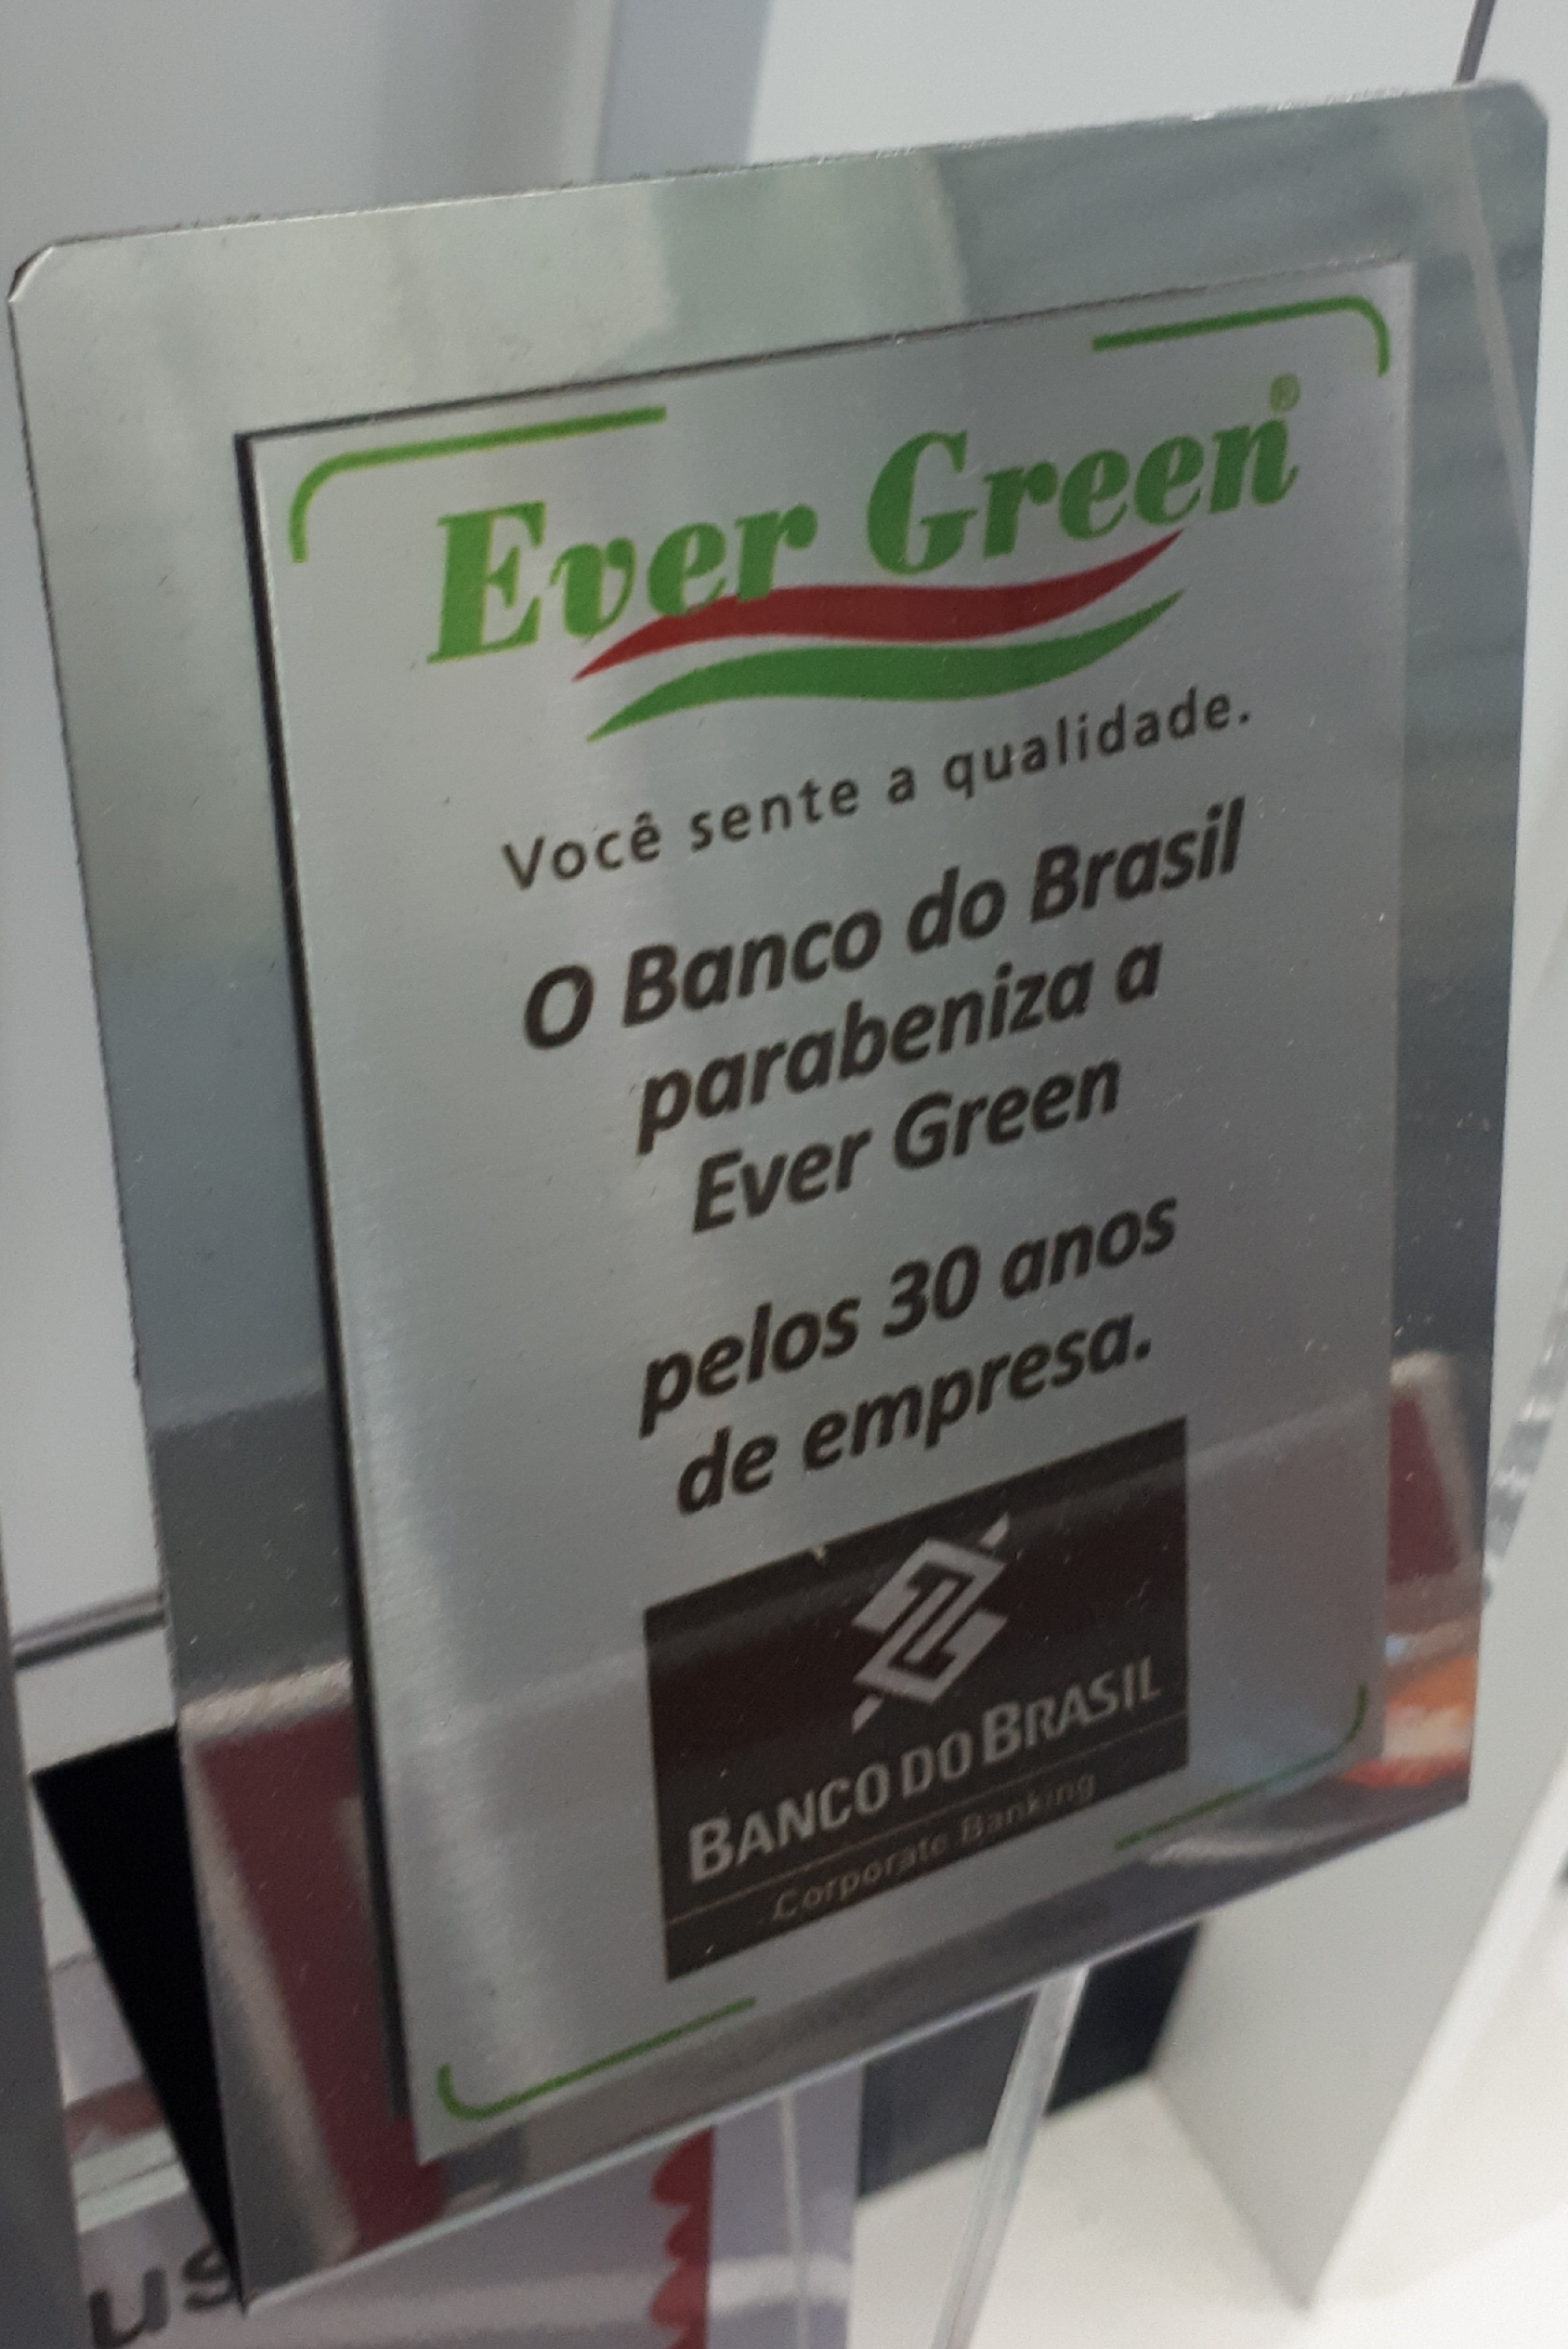 Ever Green®
Você sente a qualidade.
O Banco do Brasil
parabeniza a
Ever Green
pelos 30 anos
de empresa.
BANCO DO BRASIL
Corporate Banking
us